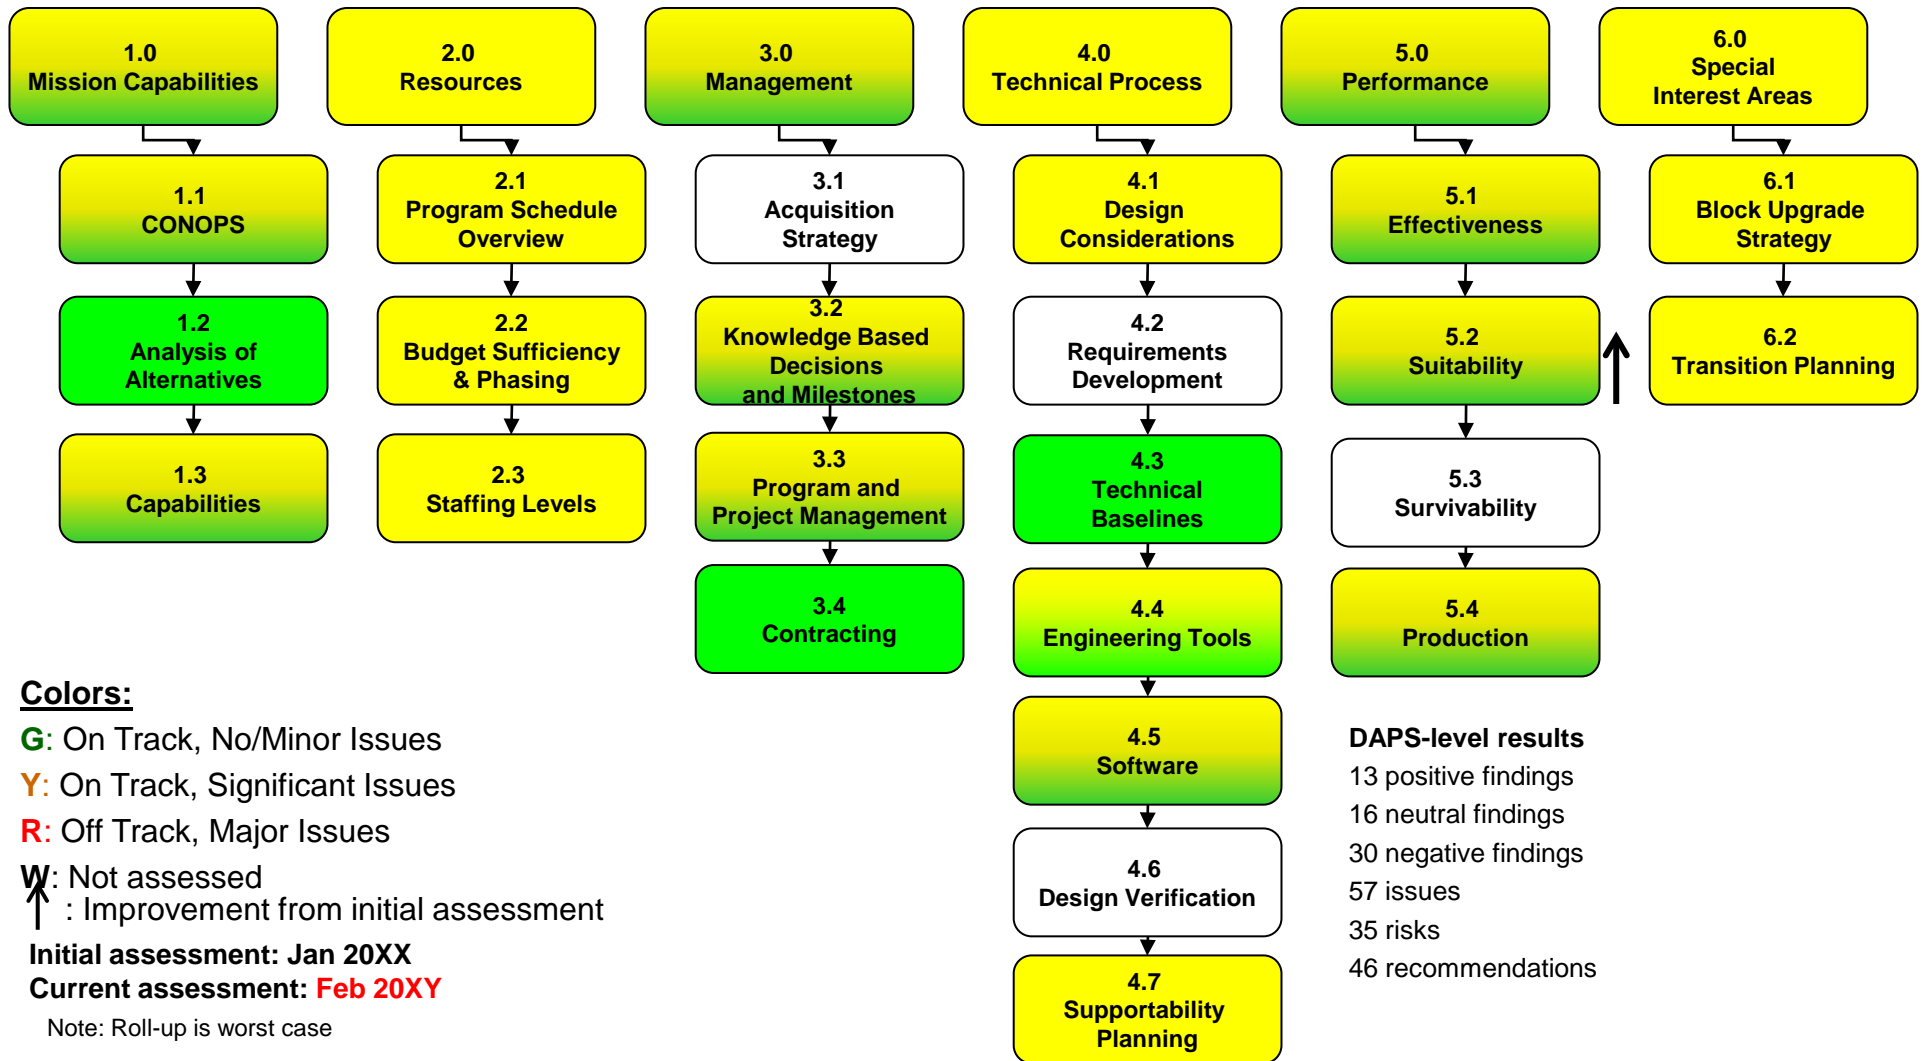 1.0
Mission Capabilities
1.1
CONOPS
1.2
Analysis of
Alternatives
1.3
Capabilities
2.0
Resources
2.1
Program Schedule
Overview
2.2
Budget Sufficiency
& Phasing
2.3
Staffing Levels
3.0
Management
3.1
Acquisition
Strategy
3.2
Knowledge Based
Decisions
and Milestones
3.3
Program and
Project Management
3.4
Contracting
4.0
Technical Process
4.1
Design
Considerations
4.2
Requirements
Development
4.3
Technical
Baselines
4.4
Engineering Tools
4.5
Software
4.6
Design Verification
4.7
Supportability
Planning
5.0
Performance
5.1
Effectiveness
5.2
Suitability
5.3
Survivability
5.4
Production
6.0
Special
Interest Areas
6.1
Block Upgrade
Strategy
6.2
Transition Planning
Colors:
G: On Track, No/Minor Issues
Y: On Track, Significant Issues
R: Off Track, Major Issues
W: Not assessed
: Improvement from initial assessment
Initial assessment: Jan 20XX
Current assessment: Feb 20XY
Note: Roll-up is worst case
DAPS-level results
13 positive findings
16 neutral findings
30 negative findings
57 issues
35 risks
46 recommendations